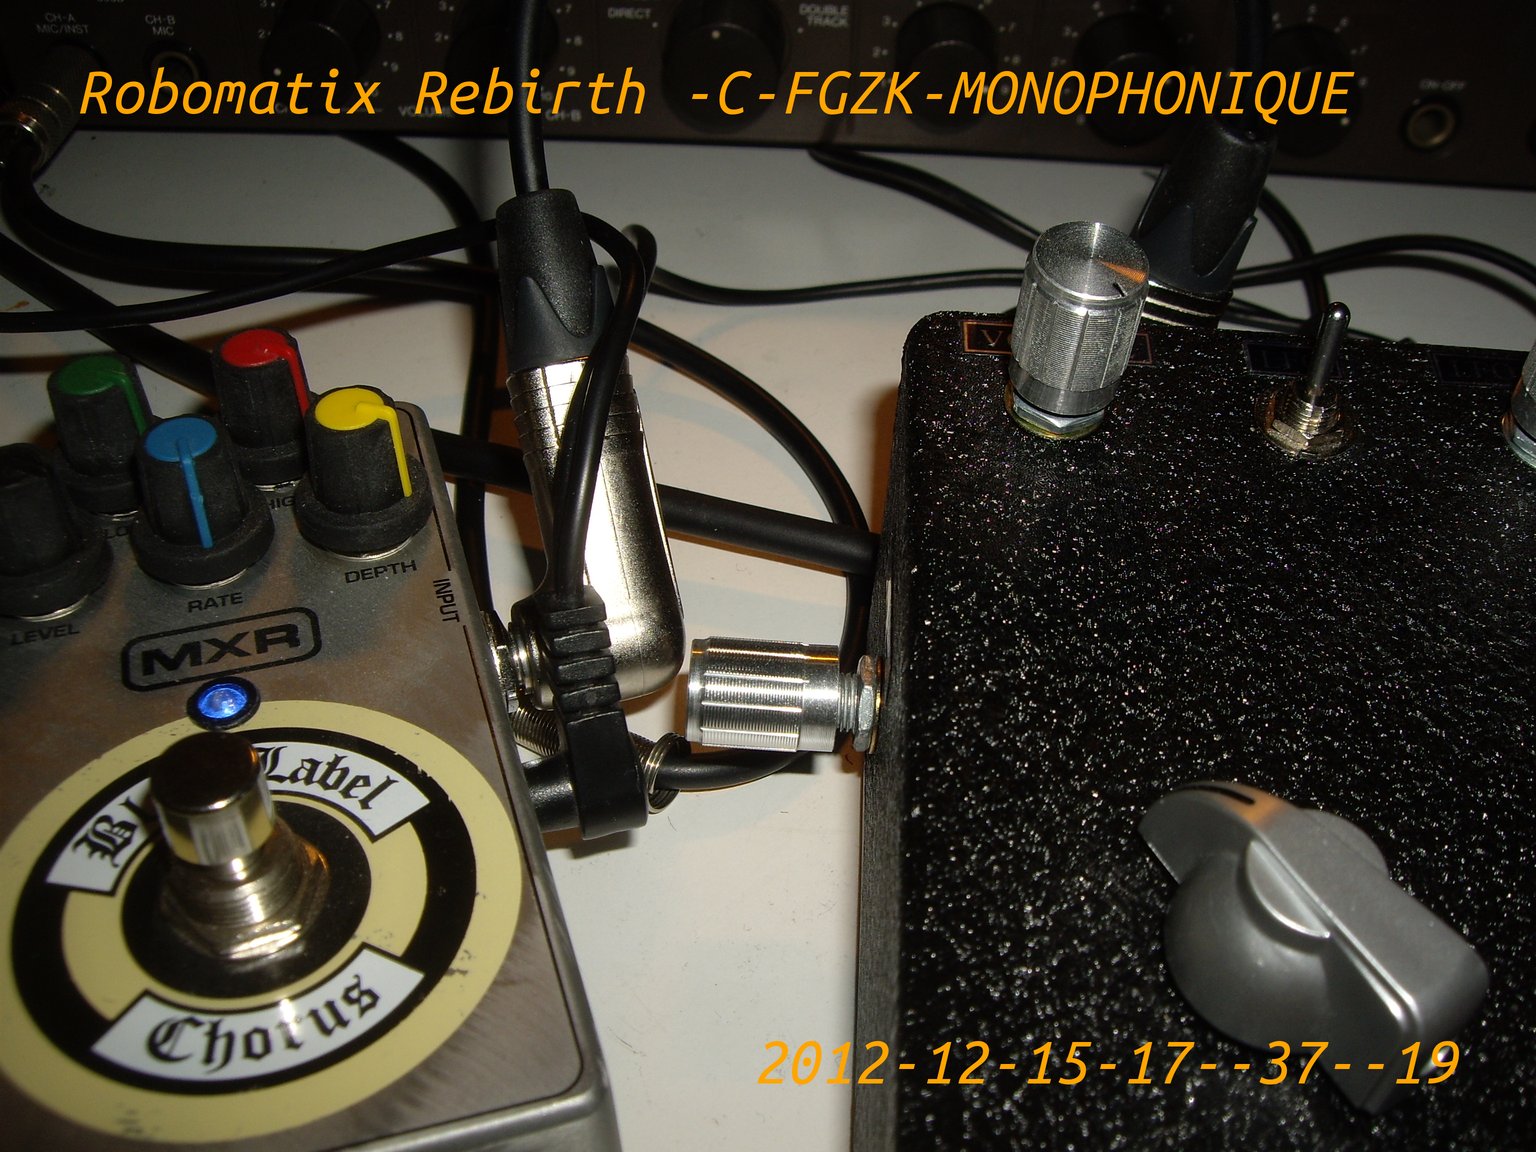 CH-A
MIC/INST
CH-B
MIC
DIRECT
DOUBLE
TRACK
ON-OFF
Robomatix Rebirth -C-FGZK-MONOPHONIQUE
CH-B
DEPTH
INPUT
RATE
LEVEL
MXR
Label
Chorus
2012-12-15-17--37--19